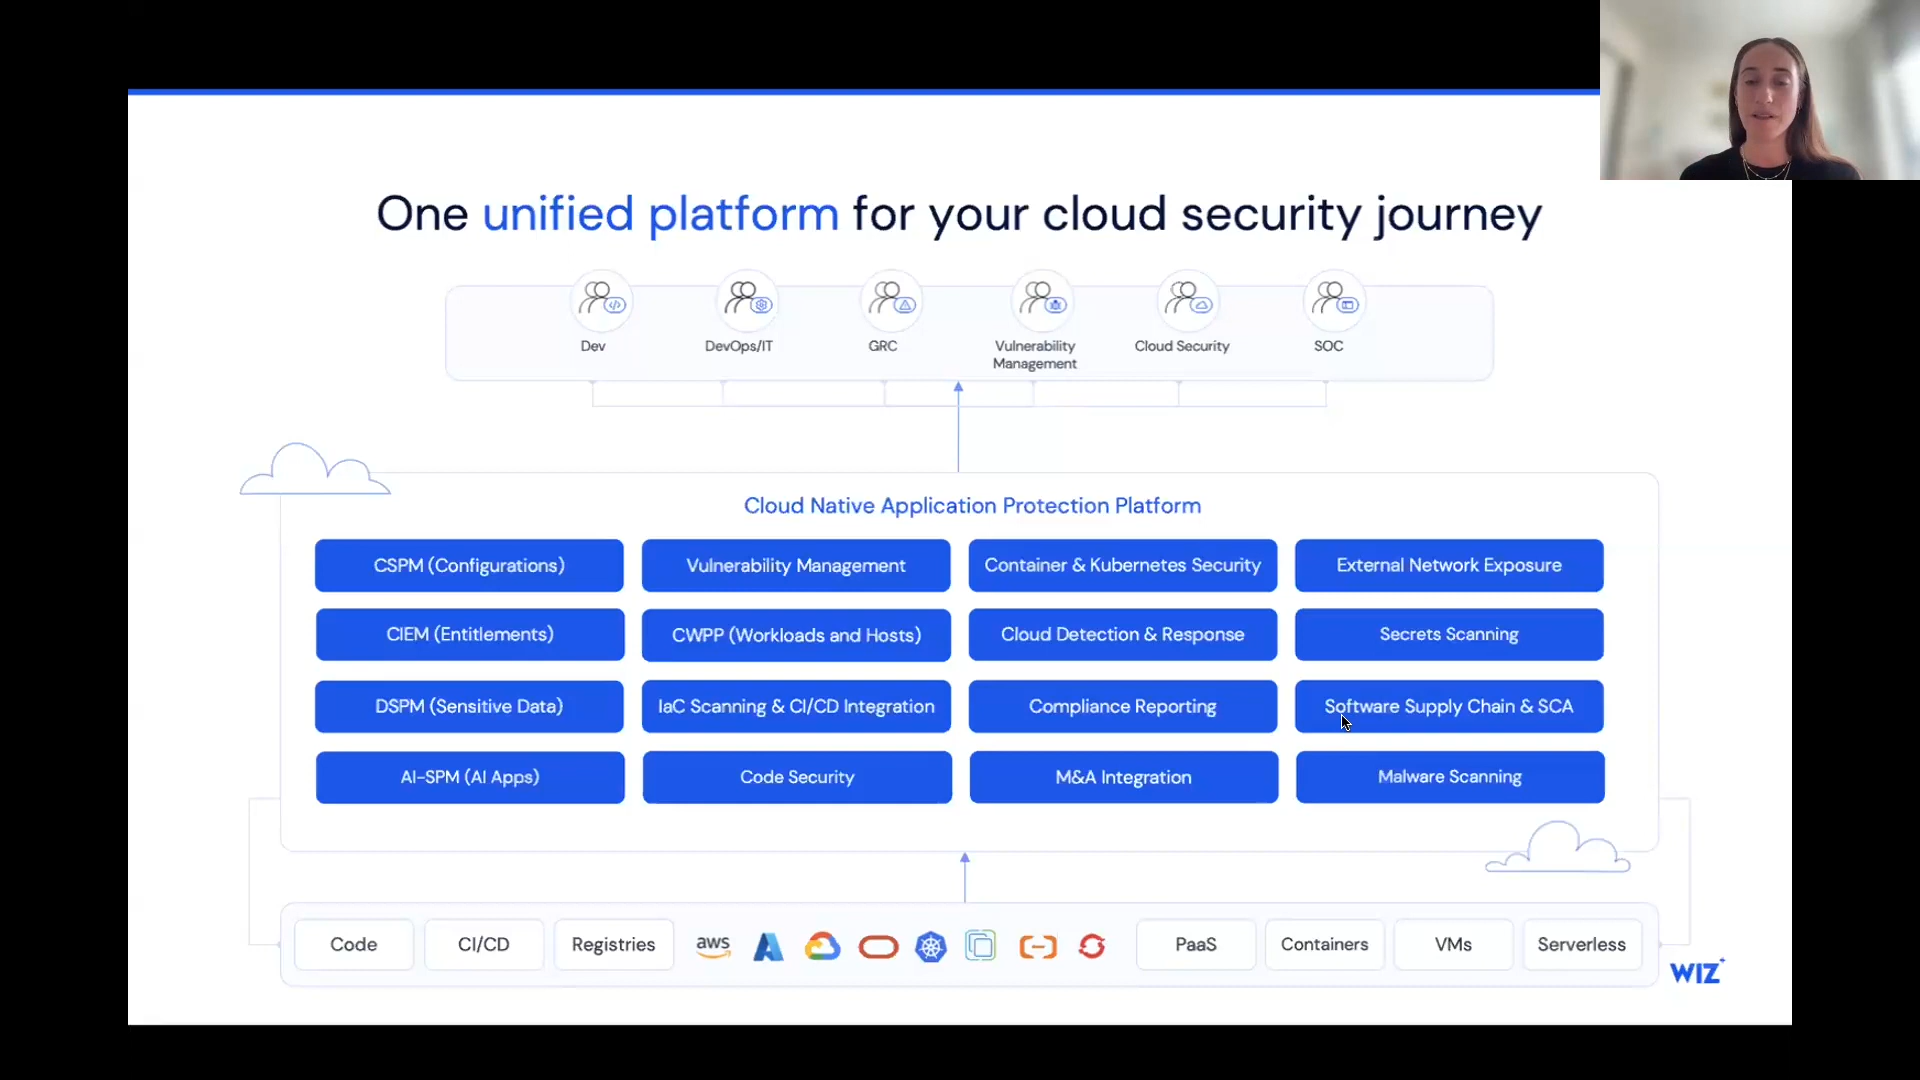 One unified platform for your cloud security journey
Dev
DevOps/IT
GRC
Vulnerability
Management
Cloud Security
SOC
Cloud Native Application Protection Platform
CSPM (Configurations)
Vulnerability Management
Container & Kubernetes Security
External Network Exposure
CIEM (Entitlements)
CWPP (Workloads and Hosts)
Cloud Detection & Response
Secrets Scanning
DSPM (Sensitive Data)
IaC Scanning & CI/CD Integration
Compliance Reporting
Software Supply Chain & SCA
AI-SPM (AI Apps)
Code Security
M&A Integration
Malware Scanning
Code
CI/CD
Registries
aws
PaaS
Containers
VMs
Serverless
WIZ